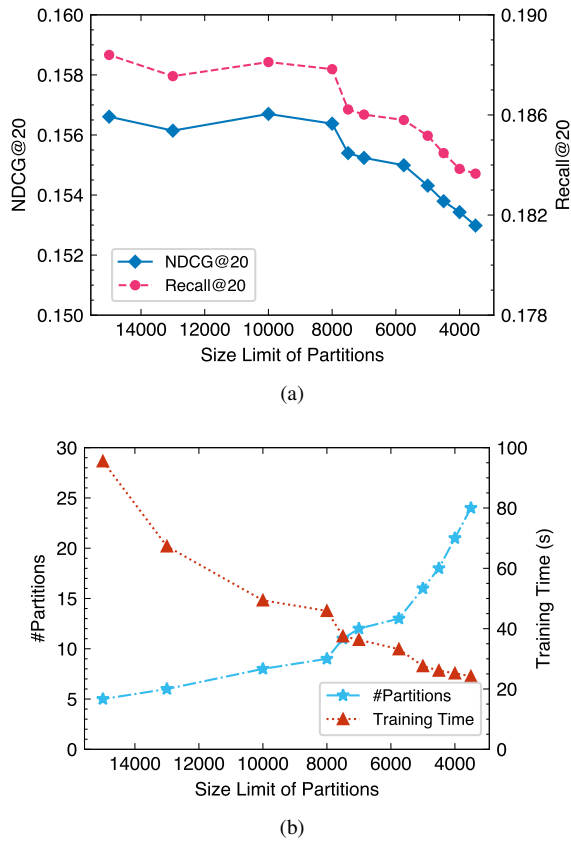 0.160
0.158
0.156
0.154
0.152
0.150
NDCG@20
0.190
0.186
0.182
0.178
Recall@20
NDCG@20
Recall@20
14000 12000 10000 8000 6000 4000
Size Limit of Partitions
(a)
30
25
20
15
10
5
0
#Partitions
100
80
60
40
20
0
Training Time (s)
#Partitions
Training Time
14000 12000 10000 8000 6000 4000
Size Limit of Partitions
(b)